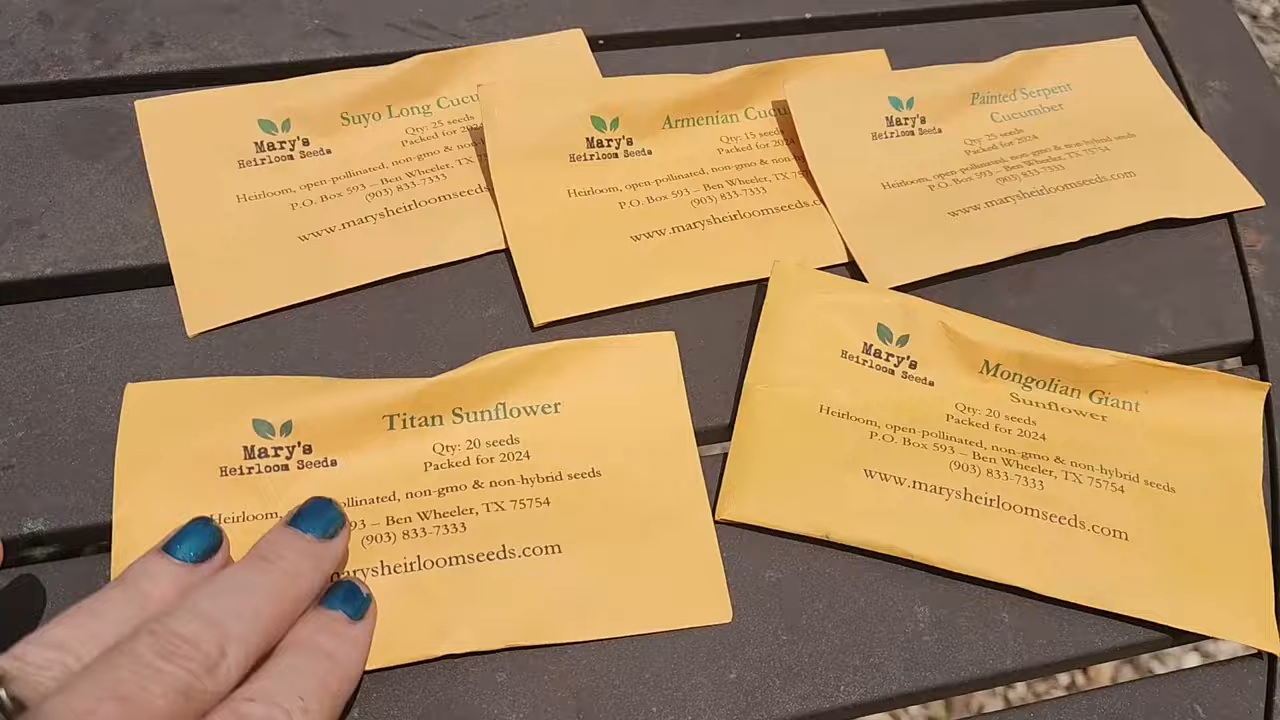 Mary's
Heirloom Seeds
Suyo Long Cucu
Qty: 25 seeds
Packed for 202
Heirloom, open-pollinated, non-gmo & non-
P.O. Box 593 – Ben Wheeler, TX 7
(903) 833-7333
www.marysheirloomseeds
Mary's
Heirloom Seeds
Armenian Cucu
Qty: 15 seeds
Packed for 2024
Heirloom, open-pollinated, non-gmo & non-hy
P.O. Box 593 – Ben Wheeler, TX 7
(903) 833-7333
www.marysheirloomseeds.c
Mary's
Heirloom Seeds
Painted Serpent
Cucumber
Qty: 25 seeds
Packed for 2024
Heirloom, open-pollinated, non-gmo & non-hybrid seeds
P.O. Box 593 – Ben Wheeler, TX 75754
(903) 833-7333
www.marysheirloomseeds.com
Mary's
Heirloom Seeds
Titan Sunflower
Qty: 20 seeds
Packed for 2024
Heirloom, ollinated, non-gmo & non-hybrid seeds
93 – Ben Wheeler, TX 75754
(903) 833-7333
marysheirloomseeds.com
Mary's
Heirloom Seeds
Mongolian Giant
Sunflower
Qty: 20 seeds
Packed for 2024
Heirloom, open-pollinated, non-gmo & non-hybrid seeds
P.O. Box 593 – Ben Wheeler, TX 75754
(903) 833-7333
www.marysheirloomseeds.com